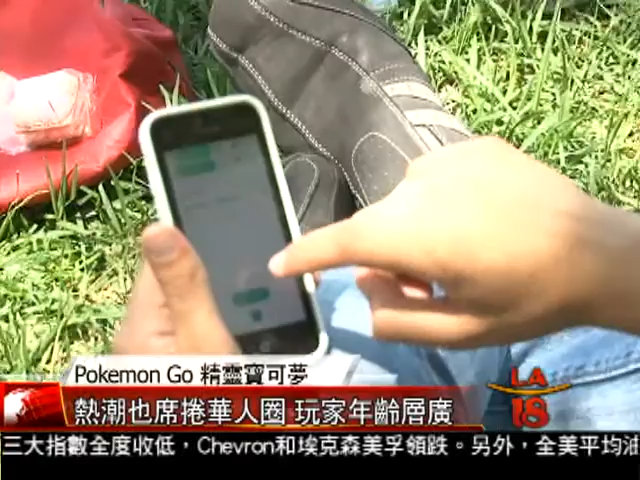 Pokemon Go 精靈寶可夢
熱潮也席捲華人圈 玩家年齡層廣
LA
18
三大指數全度收低，Chevron和埃克森美孚領跌。另外，全美平均油